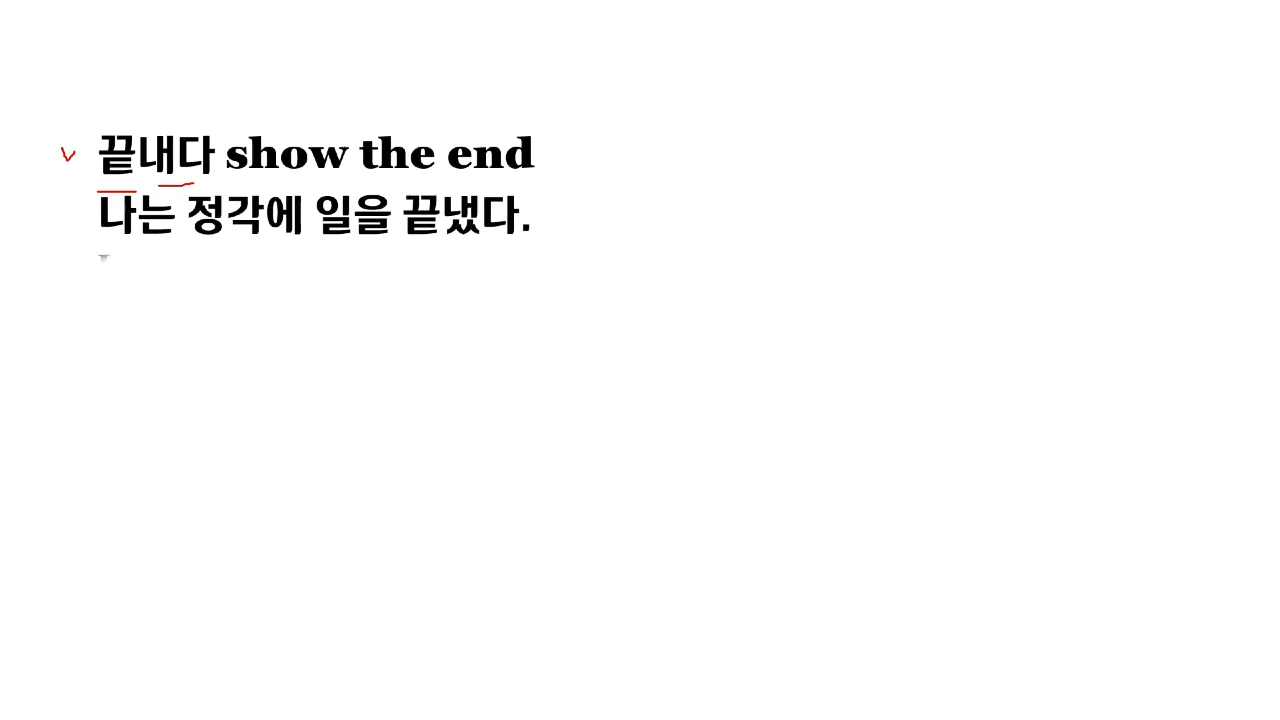 끝내다 show the end
나는 정각에 일을 끝냈다.